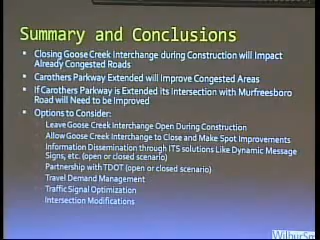 Summary and Conclusions
Closing Goose Creek Interchange during Construction will Impact
Already Congested Roads
Carothers Parkway Extended will Improve Congested Areas
If Carothers Parkway is Extended its Intersection with Murfreesboro
Road will Need to be Improved
Options to Consider:
Leave Goose Creek Interchange Open During Construction
Allow Goose Creek Interchange to Close and Make Spot Improvements
Information Dissemination through ITS solutions Like Dynamic Message
Signs, etc. (open or closed scenario)
Partnership with TDOT (open or closed scenario)
Travel Demand Management
Traffic Signal Optimization
Intersection Modifications